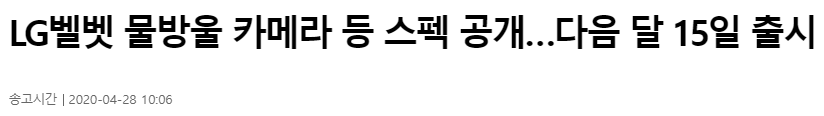 LG벨벳 물방울 카메라 등 스펙 공개…다음 달 15일 출시
송고시간 | 2020-04-28 10:06